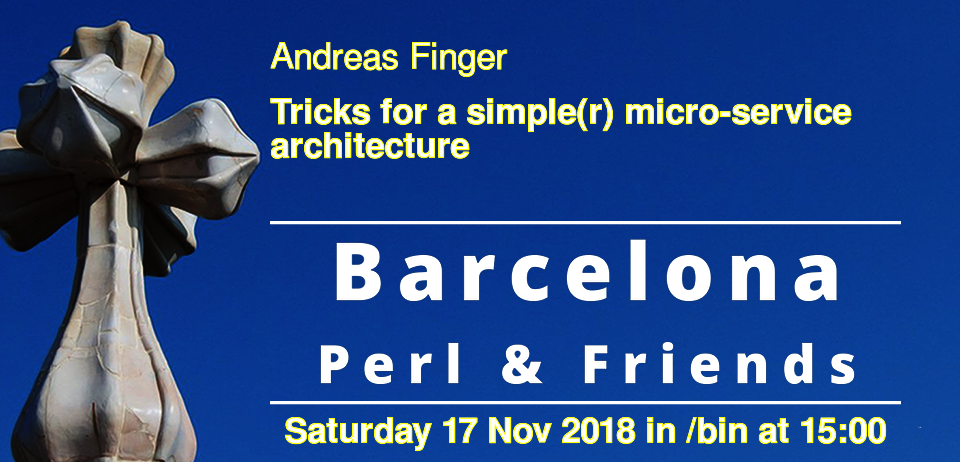 Andreas Finger
Tricks for a simple(r) micro-service
architecture
Barcelona
Perl & Friends
Saturday 17 Nov 2018 in /bin at 15:00